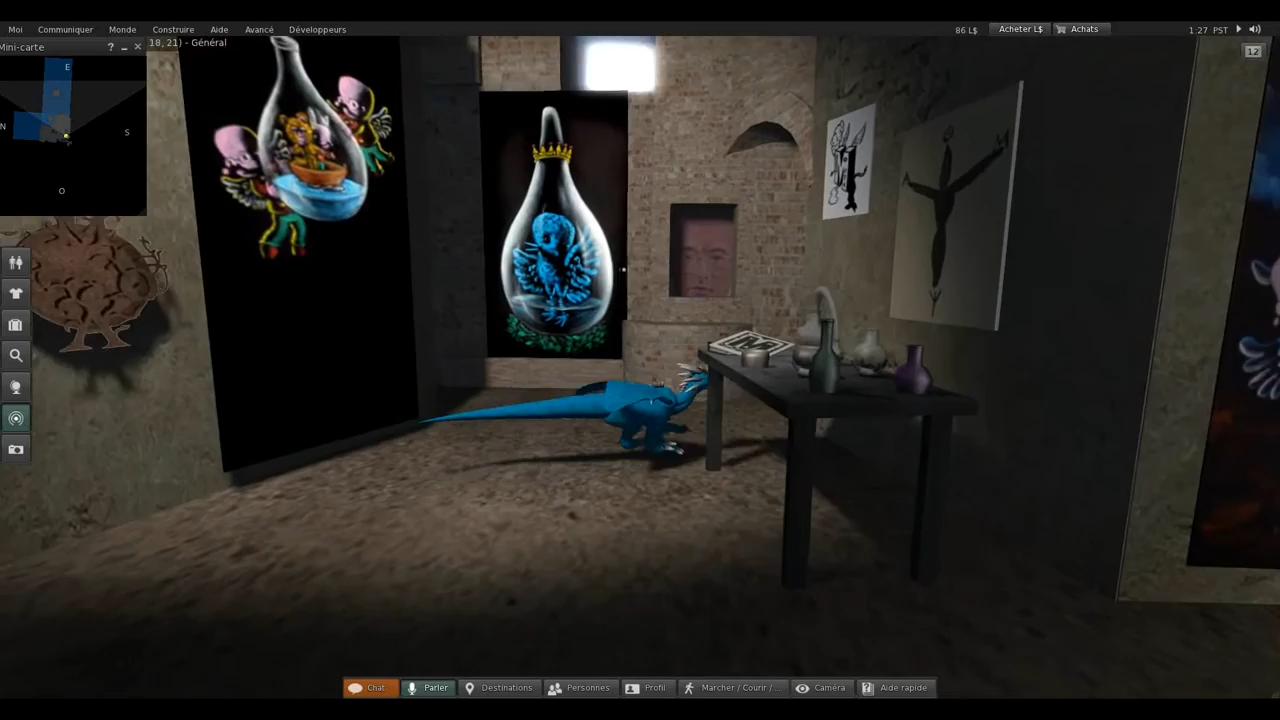 Moi Communiquer Monde Construire Aide Avancé Développeurs 86 L$ Acheter L$ Achats 1:27 PST
Mini-carte ? _ × 18, 21) - Général
12
E
N
S
O
Chat Parler Destinations Personnes Profil Marcher / Courir /... Caméra Aide rapide